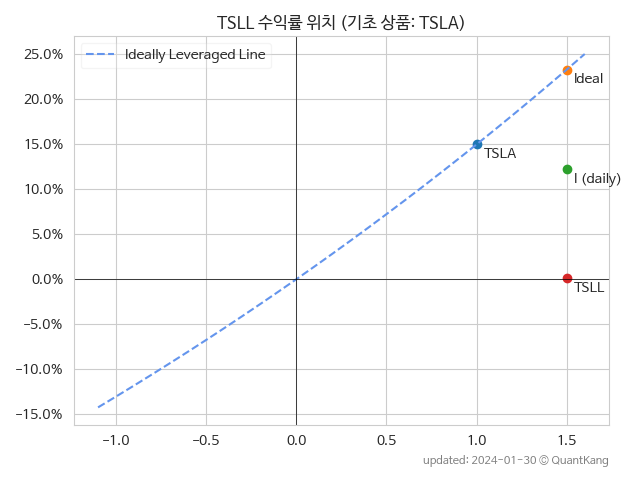 TSLL 수익률 위치 (기초 상품: TSLA)
Ideally Leveraged Line
25.0%
20.0%
15.0%
10.0%
5.0%
0.0%
−5.0%
−10.0%
−15.0%
Ideal
TSLA
I (daily)
TSLL
−1.0
−0.5
0.0
0.5
1.0
1.5
updated: 2024-01-30 © QuantKang